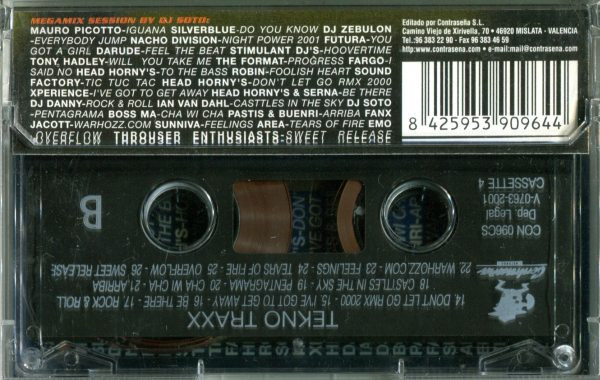 MEGAMIX SESSION BY DJ SOTO:
MAURO PICOTTO-IGUANA SILVERBLUE-DO YOU KNOW DJ ZEBULON
-EVERYBODY JUMP NACHO DIVISION-NIGHT POWER 2001 FUTURA-YOU
GOT A GIRL DARUDE-FEEL THE BEAT STIMULANT DJ'S-HOOVERTIME
TONY, HADLEY-WILL YOU TAKE ME THE FORMAT-PROGRESS FARGO-I
SAID NO HEAD HORNY'S-TO THE BASS ROBIN-FOOLISH HEART SOUND
FACTORY-TIC TUC TAC HEAD HORNY'S-DON'T LET GO RMX 2000
XPERIENCE-I'VE GOT TO GET AWAY HEAD HORNY'S & SERNA-BE THERE
DJ DANNY-ROCK & ROLL IAN VAN DAHL-CASTTLES IN THE SKY DJ SOTO
-PENTAGRAMA BOSS MA-CHA WI CHA PASTIS & BUENRI-ARRIBA FANX
JACOTT-WARHOZZ.COM SUNNIVA-FEELINGS AREA-TEARS OF FIRE EMO
OVERFLOW THROUSER ENTHUSIASTS-SWEET RELEASE
Editado por Contraseña S.L.
Camino Viejo de Xirivella, 70 • 46920 MISLATA - VALENCIA
Tel.:96 383 22 90 - Fax 96 383 46 59
http://www.contrasena.com • e-mail@contrasena.com
8 425953 909644
B
CON 096CS
Dep. Legal
V-0763-2001
CASSETTE 4
TEKNO TRAXX
14. DON'T LET GO RMX 2000, 15. I'VE GOT TO GET AWAY - 16 BE THERE - 17. ROCK & ROLL
18 CASTLLES IN THE SKY - 19 PENTAGRAMA - 20 CHA WI CHA - 21.ARRIBA
22. WARHOZZ.COM - 23 FEELINGS - 24 TEARS OF FIRE - 25 OVERFLOW - 26 SWEET RELEASE